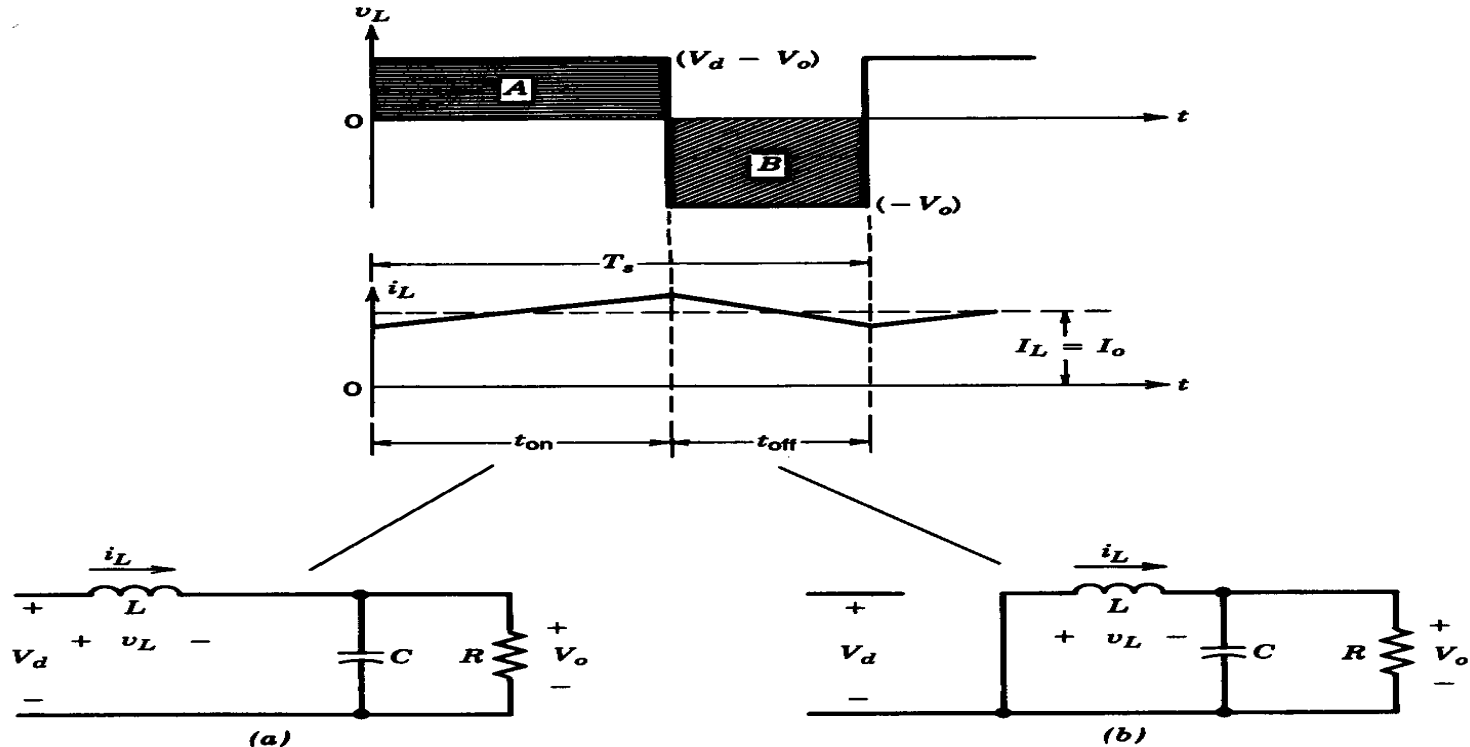 v_L
(V_d − V_o)
A
O
t
B
(−V_o)
T_s
i_L
I_L = I_o
O
t
t_on
t_off
i_L
i_L
+
L
+
+
L
+
+ v_L −
+ v_L −
V_d
C
R
V_o
V_d
C
R
V_o
−
−
−
−
(a)
(b)